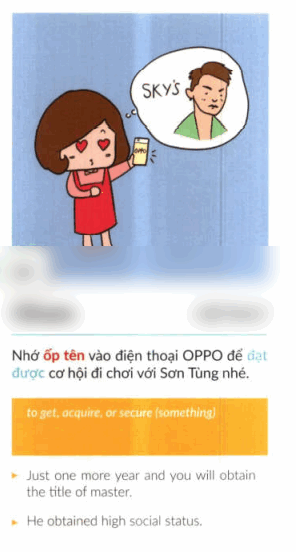 SKY'S
OPPO
Nhớ ốp tên vào điện thoại OPPO để đạt
được cơ hội đi chơi với Sơn Tùng nhé.
to get, acquire, or secure (something)
Just one more year and you will obtain
the title of master.
He obtained high social status.